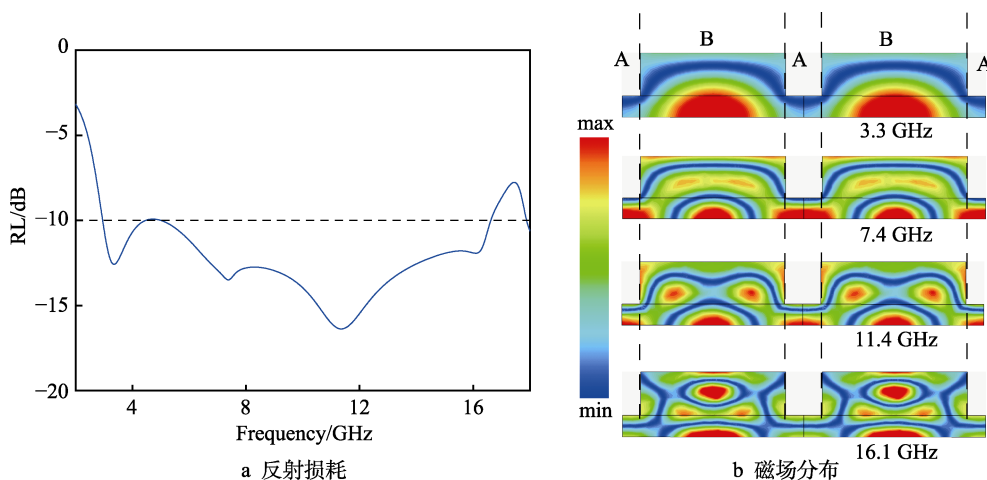 0
−5
−10
−15
−20
RL/dB
4
8
12
16
Frequency/GHz
a 反射损耗
max
min
A
B
A
B
A
3.3 GHz
7.4 GHz
11.4 GHz
16.1 GHz
b 磁场分布